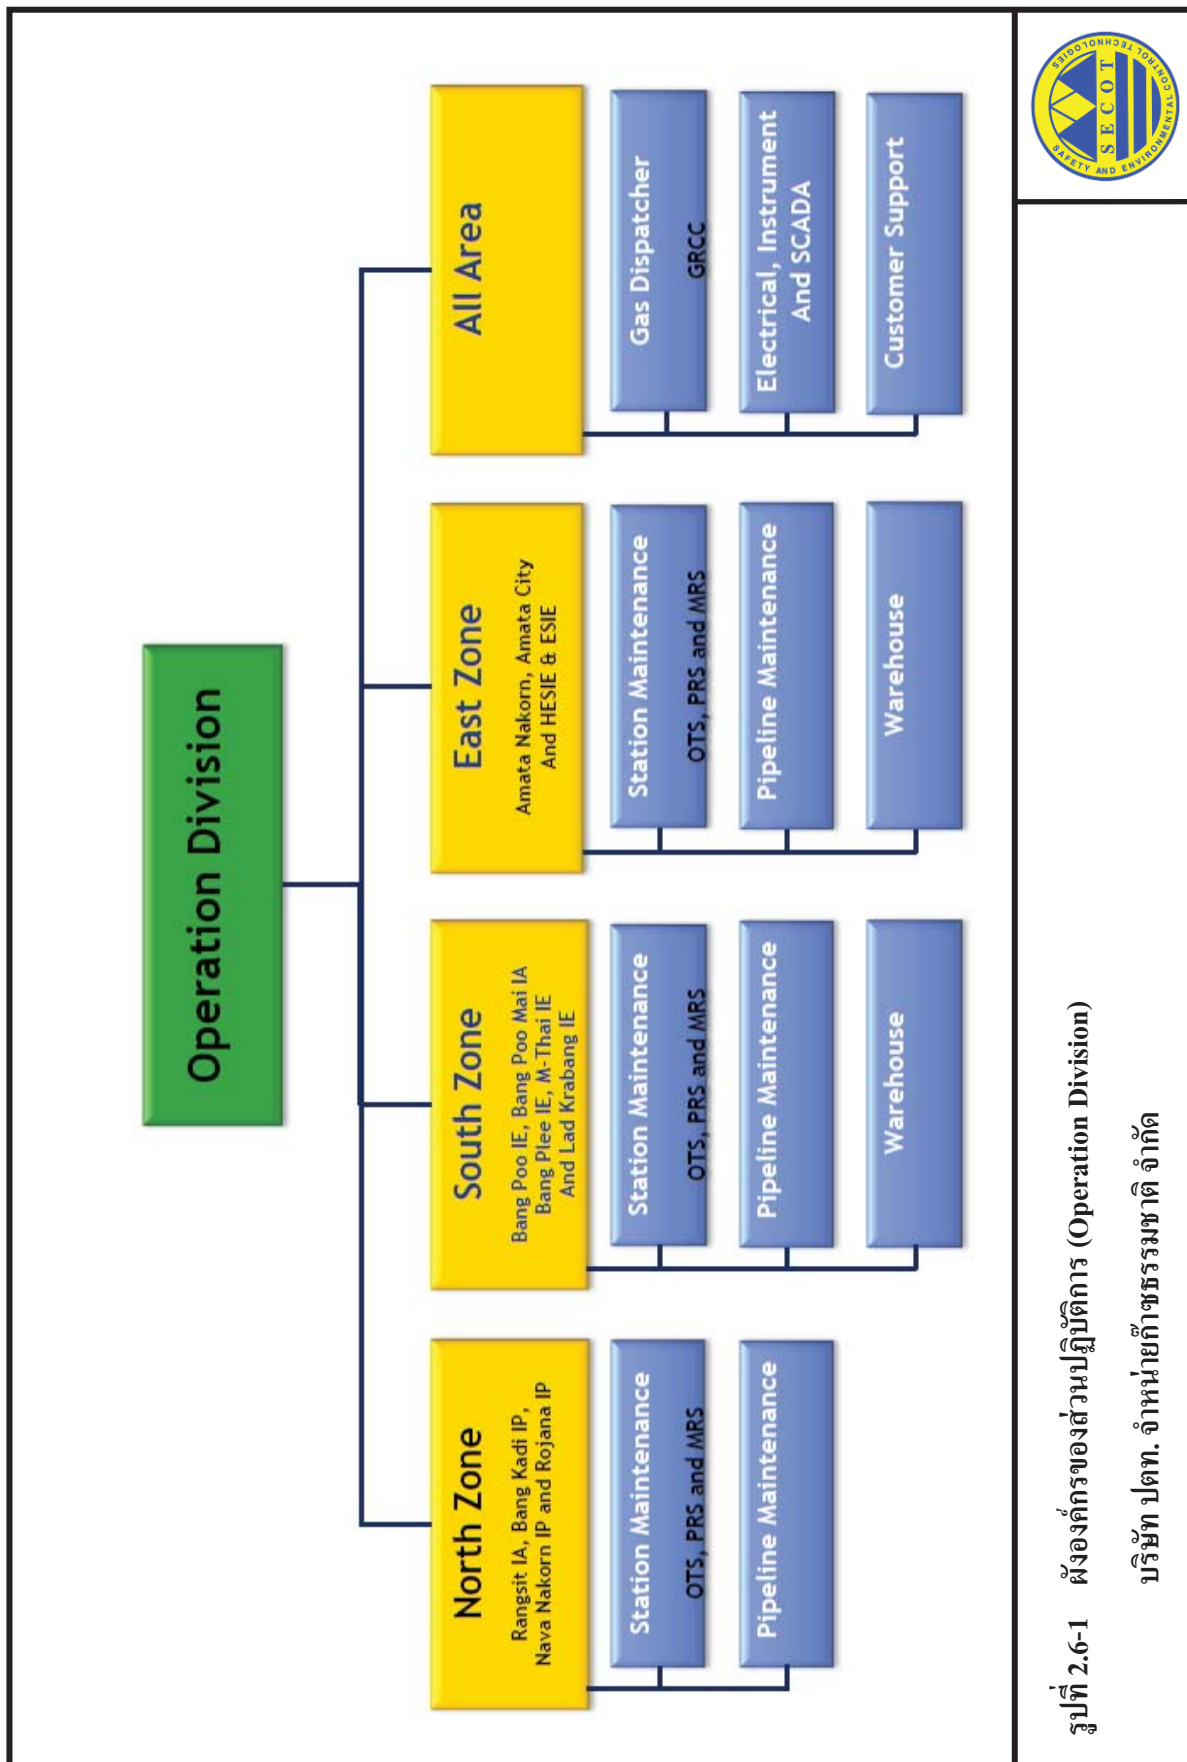 Operation Division
North Zone
Rangsit IA, Bang Kadi IP,
Nava Nakorn IP and Rojana IP
Station Maintenance
OTS, PRS and MRS
Pipeline Maintenance
South Zone
Bang Poo IE, Bang Poo Mai IA
Bang Plee IE, M-Thai IE
And Lad Krabang IE
Station Maintenance
OTS, PRS and MRS
Pipeline Maintenance
Warehouse
East Zone
Amata Nakorn, Amata City
And HESIE & ESIE
Station Maintenance
OTS, PRS and MRS
Pipeline Maintenance
Warehouse
All Area
Gas Dispatcher
GRCC
Electrical, Instrument
And SCADA
Customer Support
รูปที่ 2.6-1 ผังองค์กรของส่วนปฏิบัติการ (Operation Division)
บริษัท ปตท. จำหน่ายก๊าซธรรมชาติ จำกัด
SECOT
SAFETY AND ENVIRONMENTAL CONTROL TECHNOLOGIES